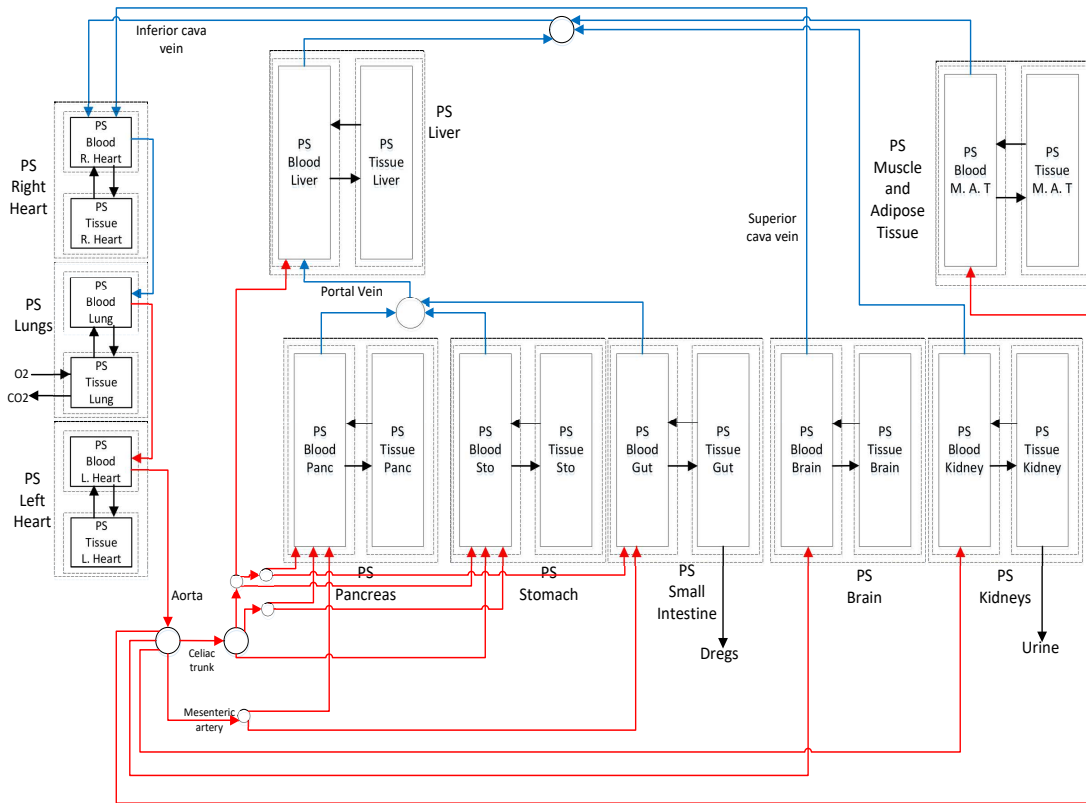 Inferior cava
vein
PS
Blood
R. Heart
PS
Tissue
R. Heart
PS
Right
Heart
PS
Blood
Liver
PS
Tissue
Liver
PS
Liver
PS
Muscle
and
Adipose
Tissue
PS
Blood
M. A. T
PS
Tissue
M. A. T
Superior
cava vein
Portal Vein
PS
Blood
Lung
PS
Tissue
Lung
PS
Lungs
O2
CO2
PS
Blood
L. Heart
PS
Tissue
L. Heart
PS
Left
Heart
PS
Blood
Panc
PS
Tissue
Panc
PS
Blood
Sto
PS
Tissue
Sto
PS
Blood
Gut
PS
Tissue
Gut
PS
Blood
Brain
PS
Tissue
Brain
PS
Blood
Kidney
PS
Tissue
Kidney
PS
Pancreas
PS
Stomach
PS
Small
Intestine
PS
Brain
PS
Kidneys
Aorta
Celiac
trunk
Mesenteric
artery
Dregs
Urine